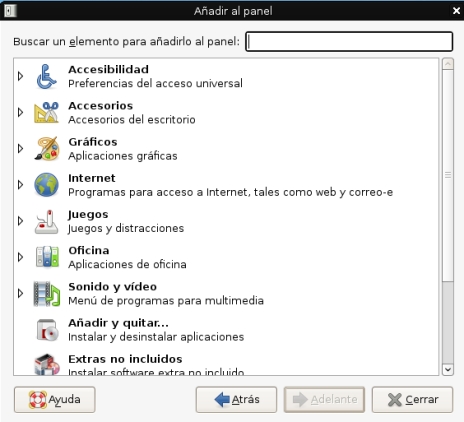 Añadir al panel
Buscar un elemento para añadirlo al panel:
Accesibilidad
Preferencias del acceso universal
Accesorios
Accesorios del escritorio
Gráficos
Aplicaciones gráficas
Internet
Programas para acceso a Internet, tales como web y correo-e
Juegos
Juegos y distracciones
Oficina
Aplicaciones de oficina
Sonido y vídeo
Menú de programas para multimedia
Añadir y quitar...
Instalar y desinstalar aplicaciones
Extras no incluidos
Instalar software extra no incluido
Ayuda Atrás Adelante Cerrar